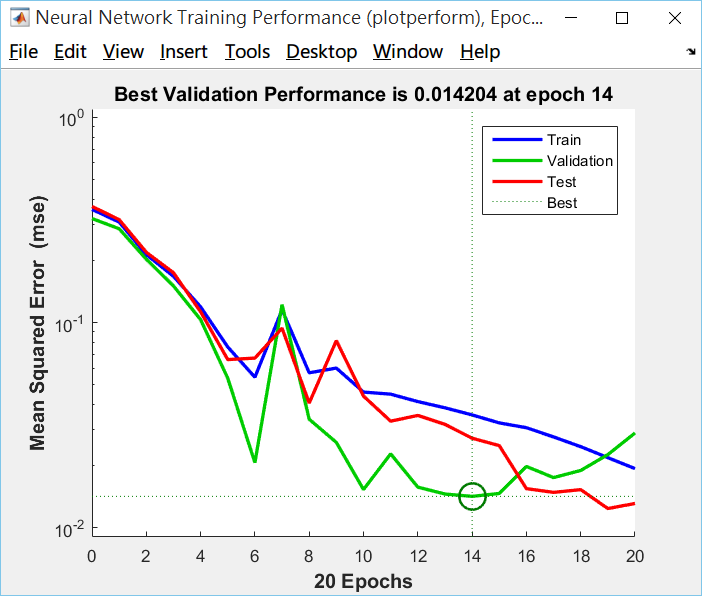 Neural Network Training Performance (plotperform), Epoc...
File Edit View Insert Tools Desktop Window Help
Best Validation Performance is 0.014204 at epoch 14
Mean Squared Error (mse)
10^0
10^-1
10^-2
Train
Validation
Test
Best
0 2 4 6 8 10 12 14 16 18 20
20 Epochs